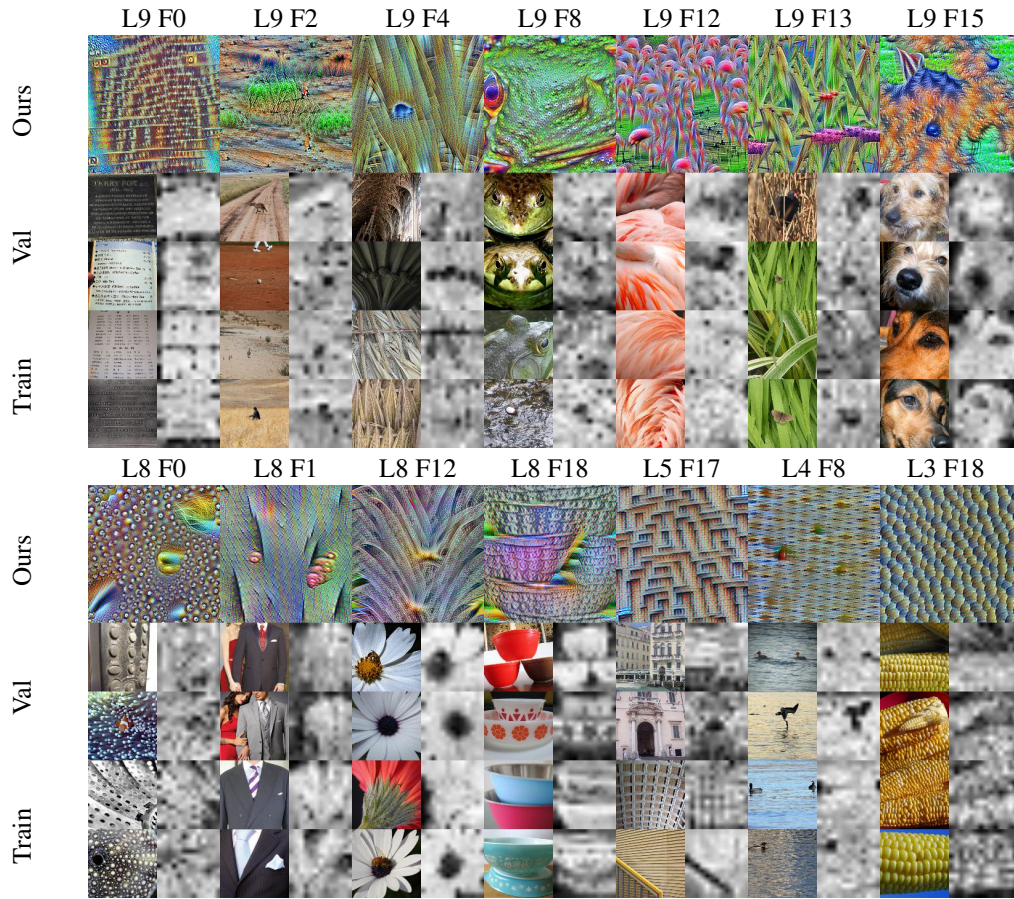 L9 F0 L9 F2 L9 F4 L9 F8 L9 F12 L9 F13 L9 F15
Ours
Val
Train
L8 F0 L8 F1 L8 F12 L8 F18 L5 F17 L4 F8 L3 F18
Ours
Val
Train